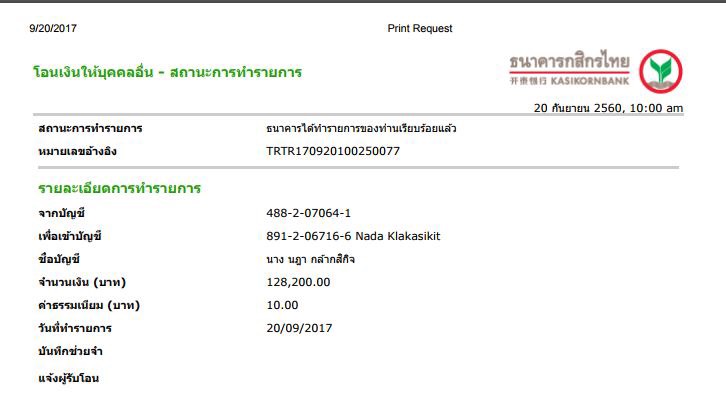 9/20/2017 Print Request
ธนาคารกสิกรไทย
开泰银行 KASIKORNBANK
โอนเงินให้บุคคลอื่น - สถานะการทำรายการ
20 กันยายน 2560, 10:00 am
สถานะการทำรายการ ธนาคารได้ทำรายการของท่านเรียบร้อยแล้ว
หมายเลขอ้างอิง TRTR170920100250077
รายละเอียดการทำรายการ
จากบัญชี 488-2-07064-1
เพื่อเข้าบัญชี 891-2-06716-6 Nada Klakasikit
ชื่อบัญชี นาง นฎา กล้ากสิกิจ
จำนวนเงิน (บาท) 128,200.00
ค่าธรรมเนียม (บาท) 10.00
วันที่ทำรายการ 20/09/2017
บันทึกช่วยจำ
แจ้งผู้รับโอน